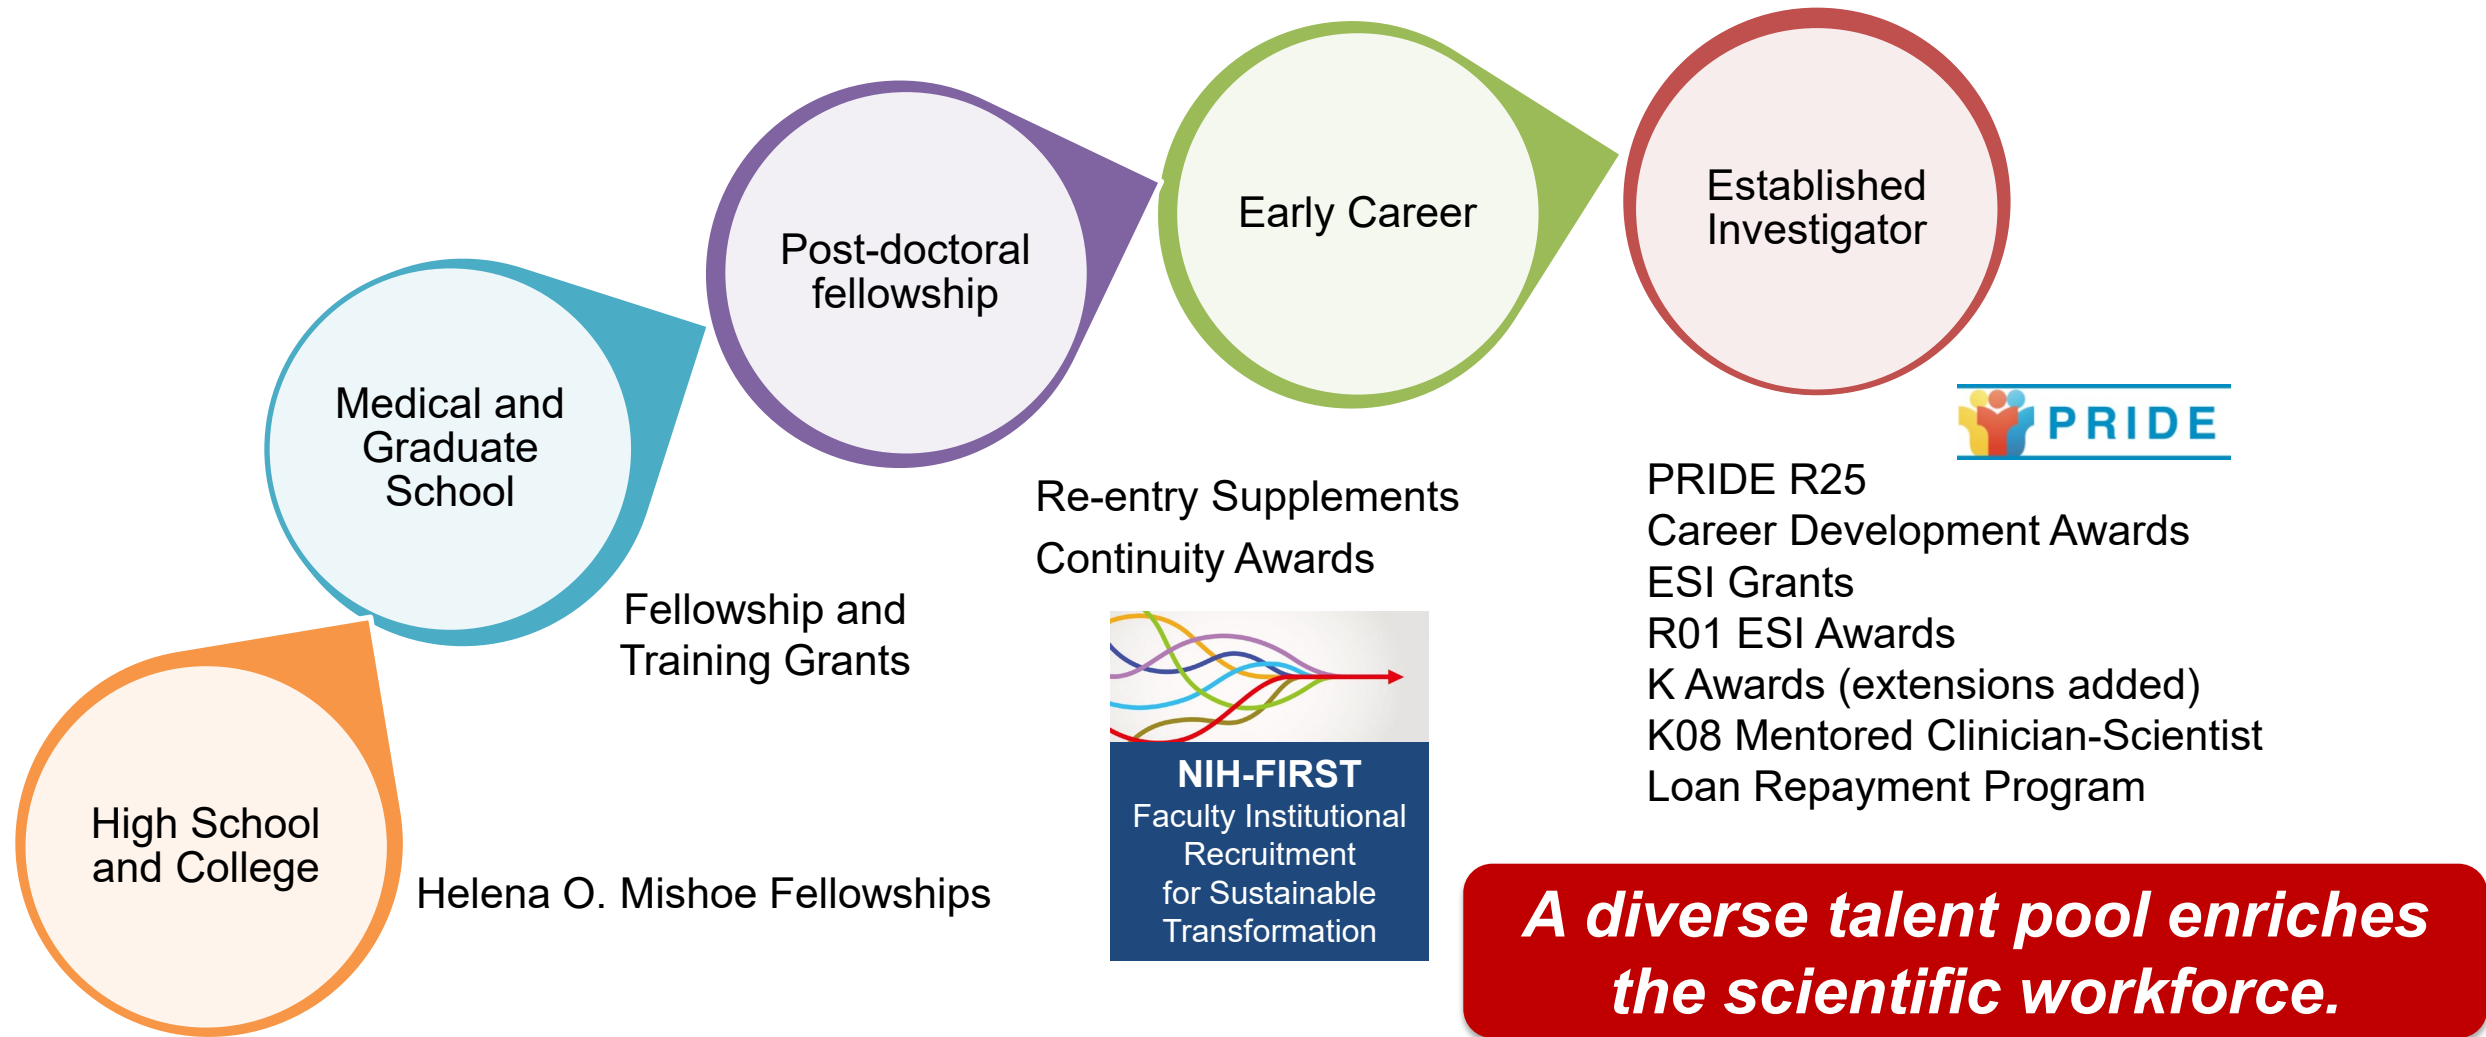 High School
and College
Medical and
Graduate
School
Post-doctoral
fellowship
Early Career
Established
Investigator
Helena O. Mishoe Fellowships
Fellowship and
Training Grants
Re-entry Supplements
Continuity Awards
NIH-FIRST
Faculty Institutional
Recruitment
for Sustainable
Transformation
PRIDE
PRIDE R25
Career Development Awards
ESI Grants
R01 ESI Awards
K Awards (extensions added)
K08 Mentored Clinician-Scientist
Loan Repayment Program
A diverse talent pool enriches
the scientific workforce.